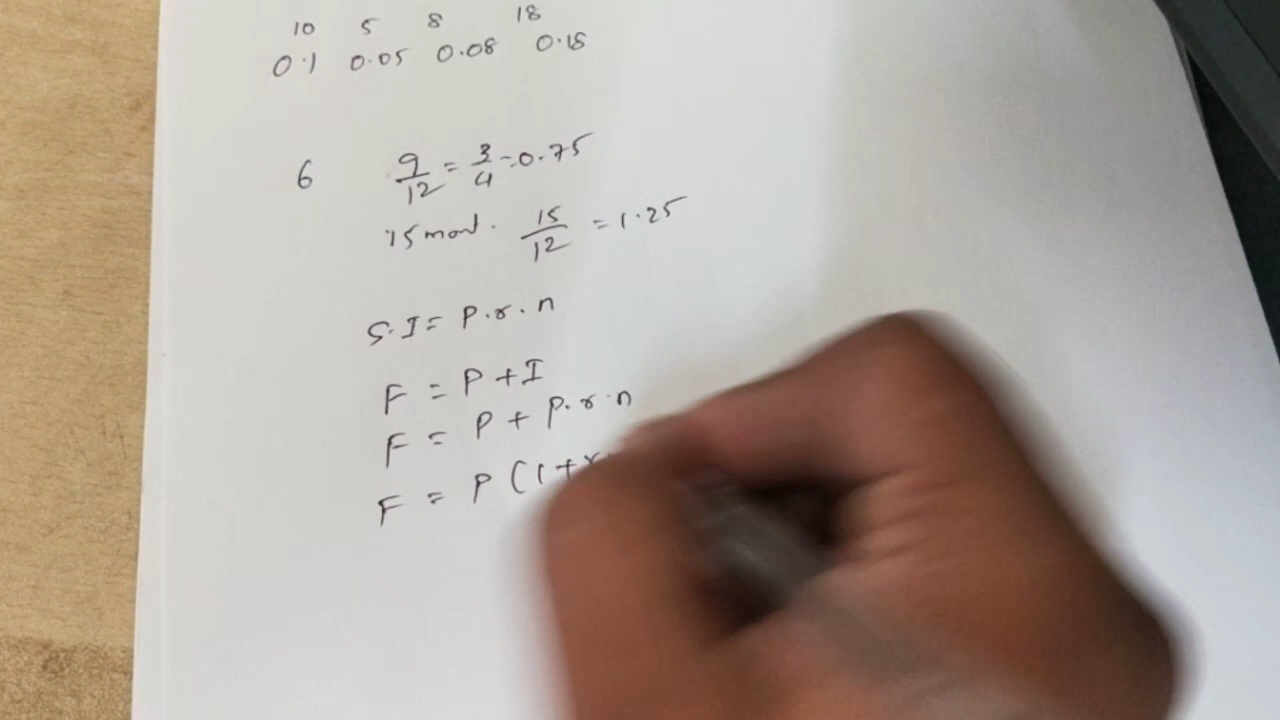 10 5 8 18
0.1 0.05 0.08 0.18
6 9/12 = 3/4 = 0.75
15 mont. 15/12 = 1.25
S.I = P.r.n
F = P + I
F = P + P.r.n
F = P (1+r